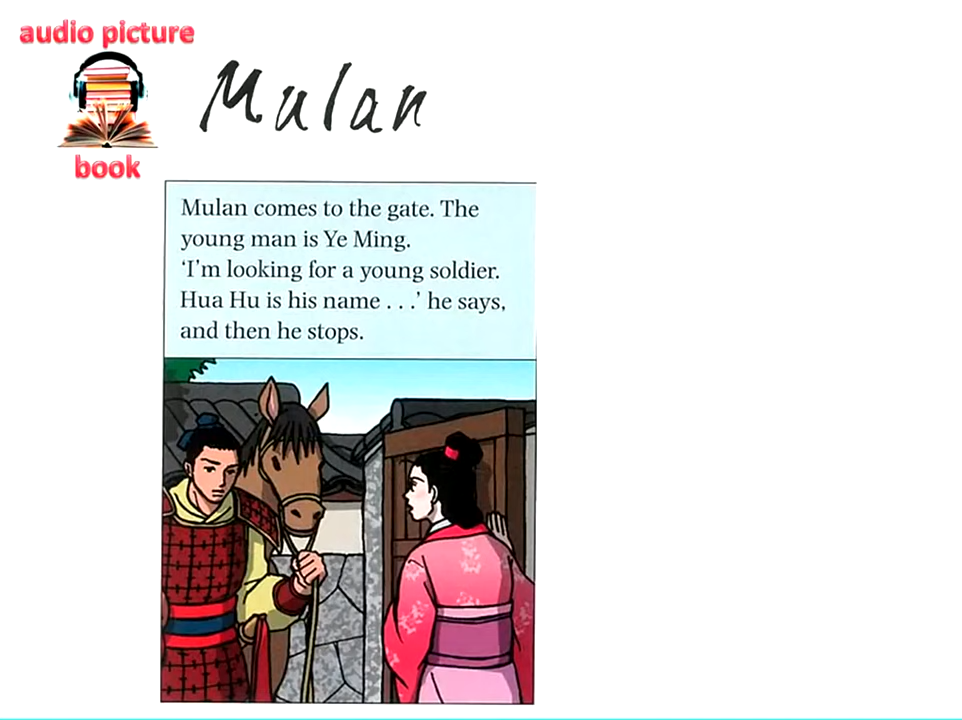 audio picture
book
Mulan
Mulan comes to the gate. The
young man is Ye Ming.
‘I’m looking for a young soldier.
Hua Hu is his name . . .’ he says,
and then he stops.